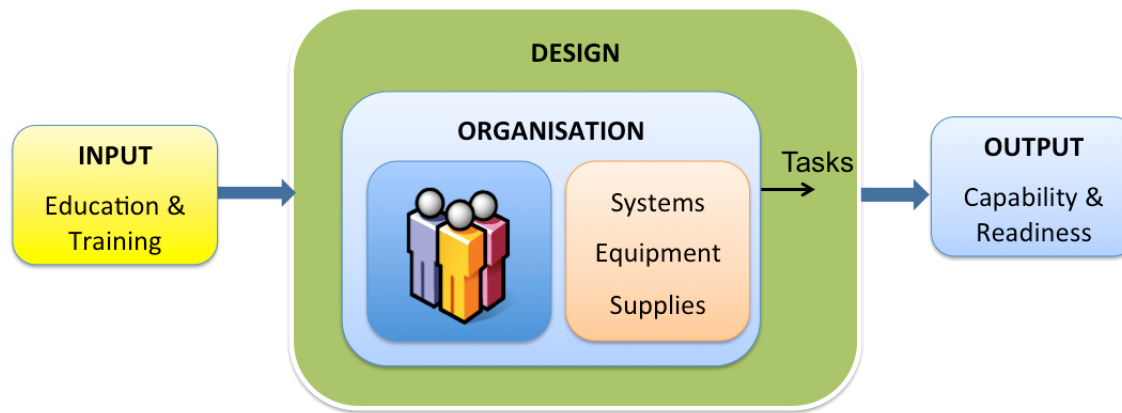 INPUT
Education &
Training
DESIGN
ORGANISATION
Systems
Equipment
Supplies
Tasks
OUTPUT
Capability &
Readiness